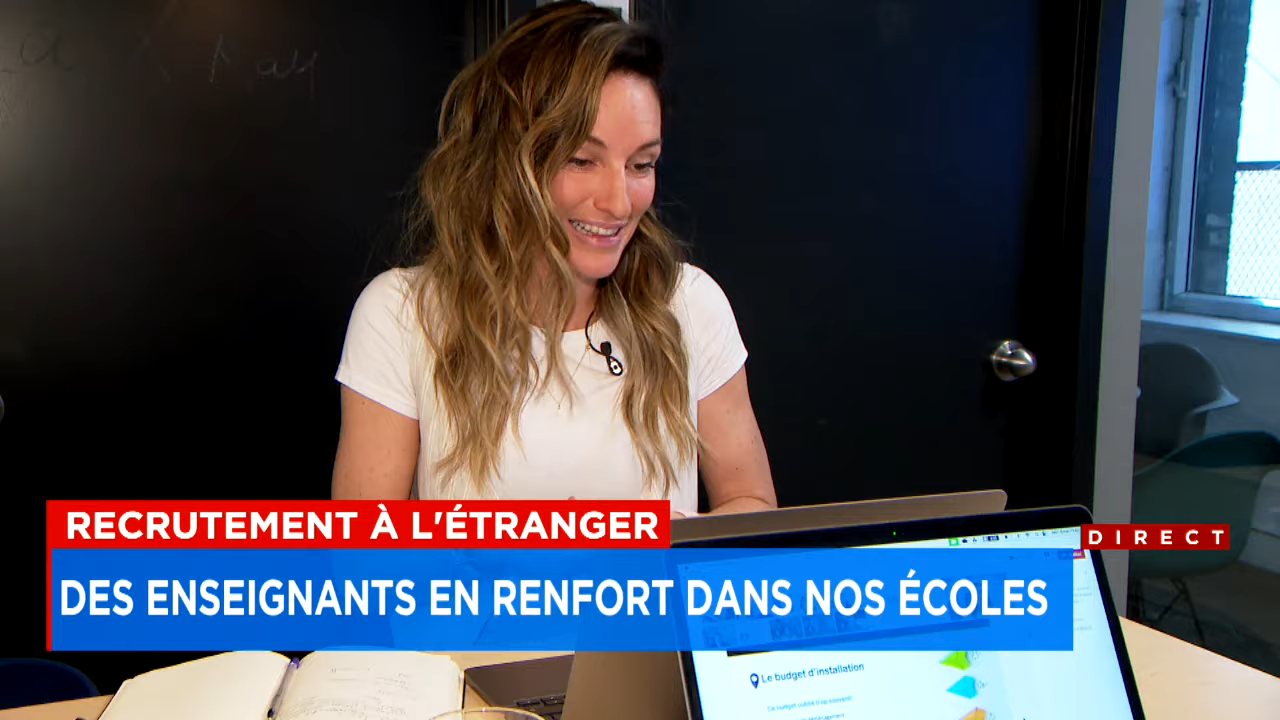 RECRUTEMENT À L'ÉTRANGER
DIRECT
DES ENSEIGNANTS EN RENFORT DANS NOS ÉCOLES
Le budget d'installation